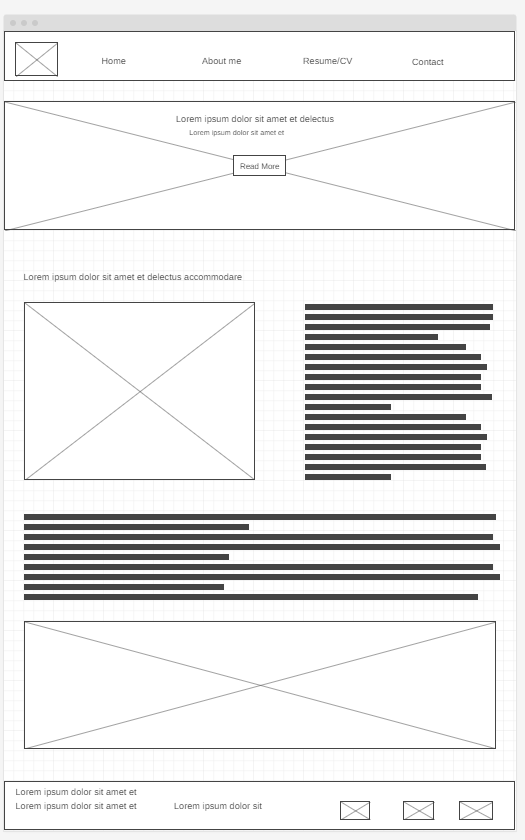 Home About me Resume/CV Contact
Lorem ipsum dolor sit amet et delectus
Lorem ipsum dolor sit amet et
Read More
Lorem ipsum dolor sit amet et delectus accommodare
Lorem ipsum dolor sit amet et
Lorem ipsum dolor sit amet et Lorem ipsum dolor sit